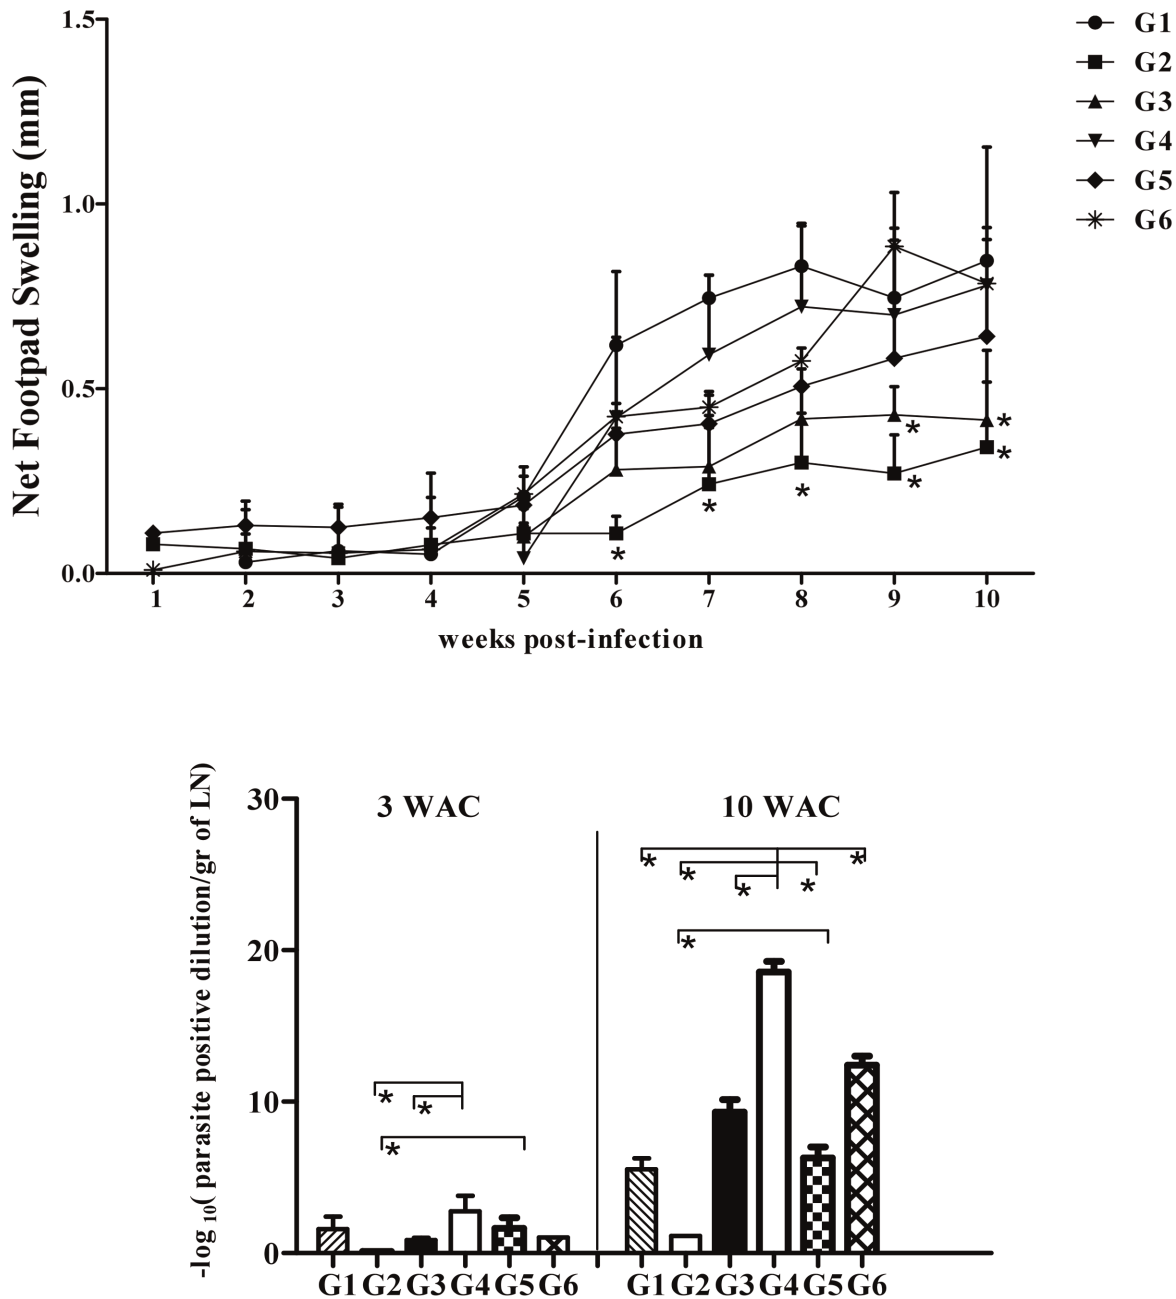 1.5
1.0
0.5
0.0
Net Footpad Swelling (mm)
G1
G2
G3
G4
G5
G6
* * * * * * * *
1 2 3 4 5 6 7 8 9 10
weeks post-infection
-log 10( parasite positive dilution/gr of LN)
30
20
10
0
3 WAC
10 WAC
* * * * *
*
* *
*
G1 G2 G3 G4 G5 G6
G1 G2 G3 G4 G5 G6